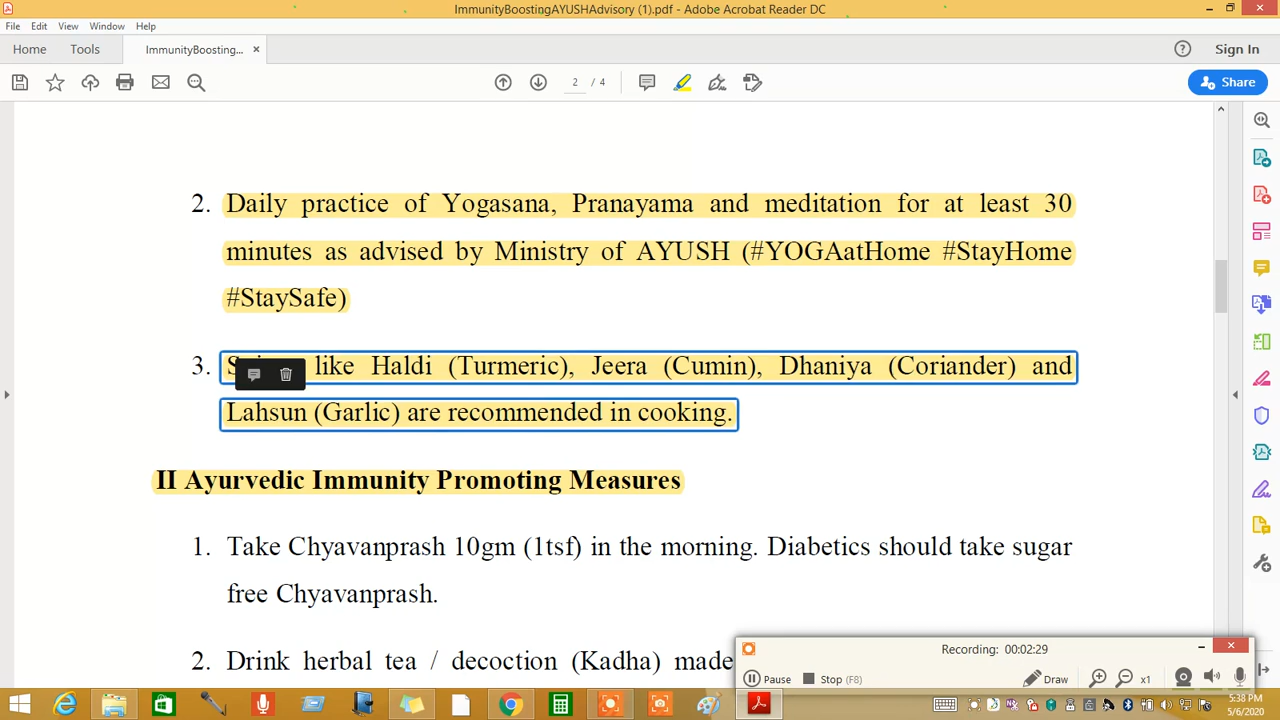 ImmunityBoostingAYUSHAdvisory (1).pdf - Adobe Acrobat Reader DC
File Edit View Window Help
Home Tools ImmunityBoosting... × Sign In
2 / 4 Share
2. Daily practice of Yogasana, Pranayama and meditation for at least 30
minutes as advised by Ministry of AYUSH (#YOGAatHome #StayHome
#StaySafe)
3. like Haldi (Turmeric), Jeera (Cumin), Dhaniya (Coriander) and
Lahsun (Garlic) are recommended in cooking.
II Ayurvedic Immunity Promoting Measures
1. Take Chyavanprash 10gm (1tsf) in the morning. Diabetics should take sugar
free Chyavanprash.
2. Drink herbal tea / decoction (Kadha) made
Recording: 00:02:29
Pause Stop (F8) Draw x1
5:38 PM
5/6/2020